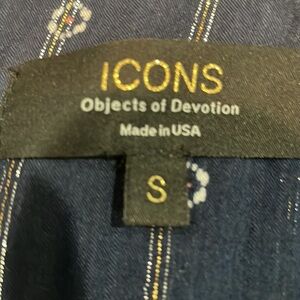 ICONS
Objects of Devotion
Made in USA
S